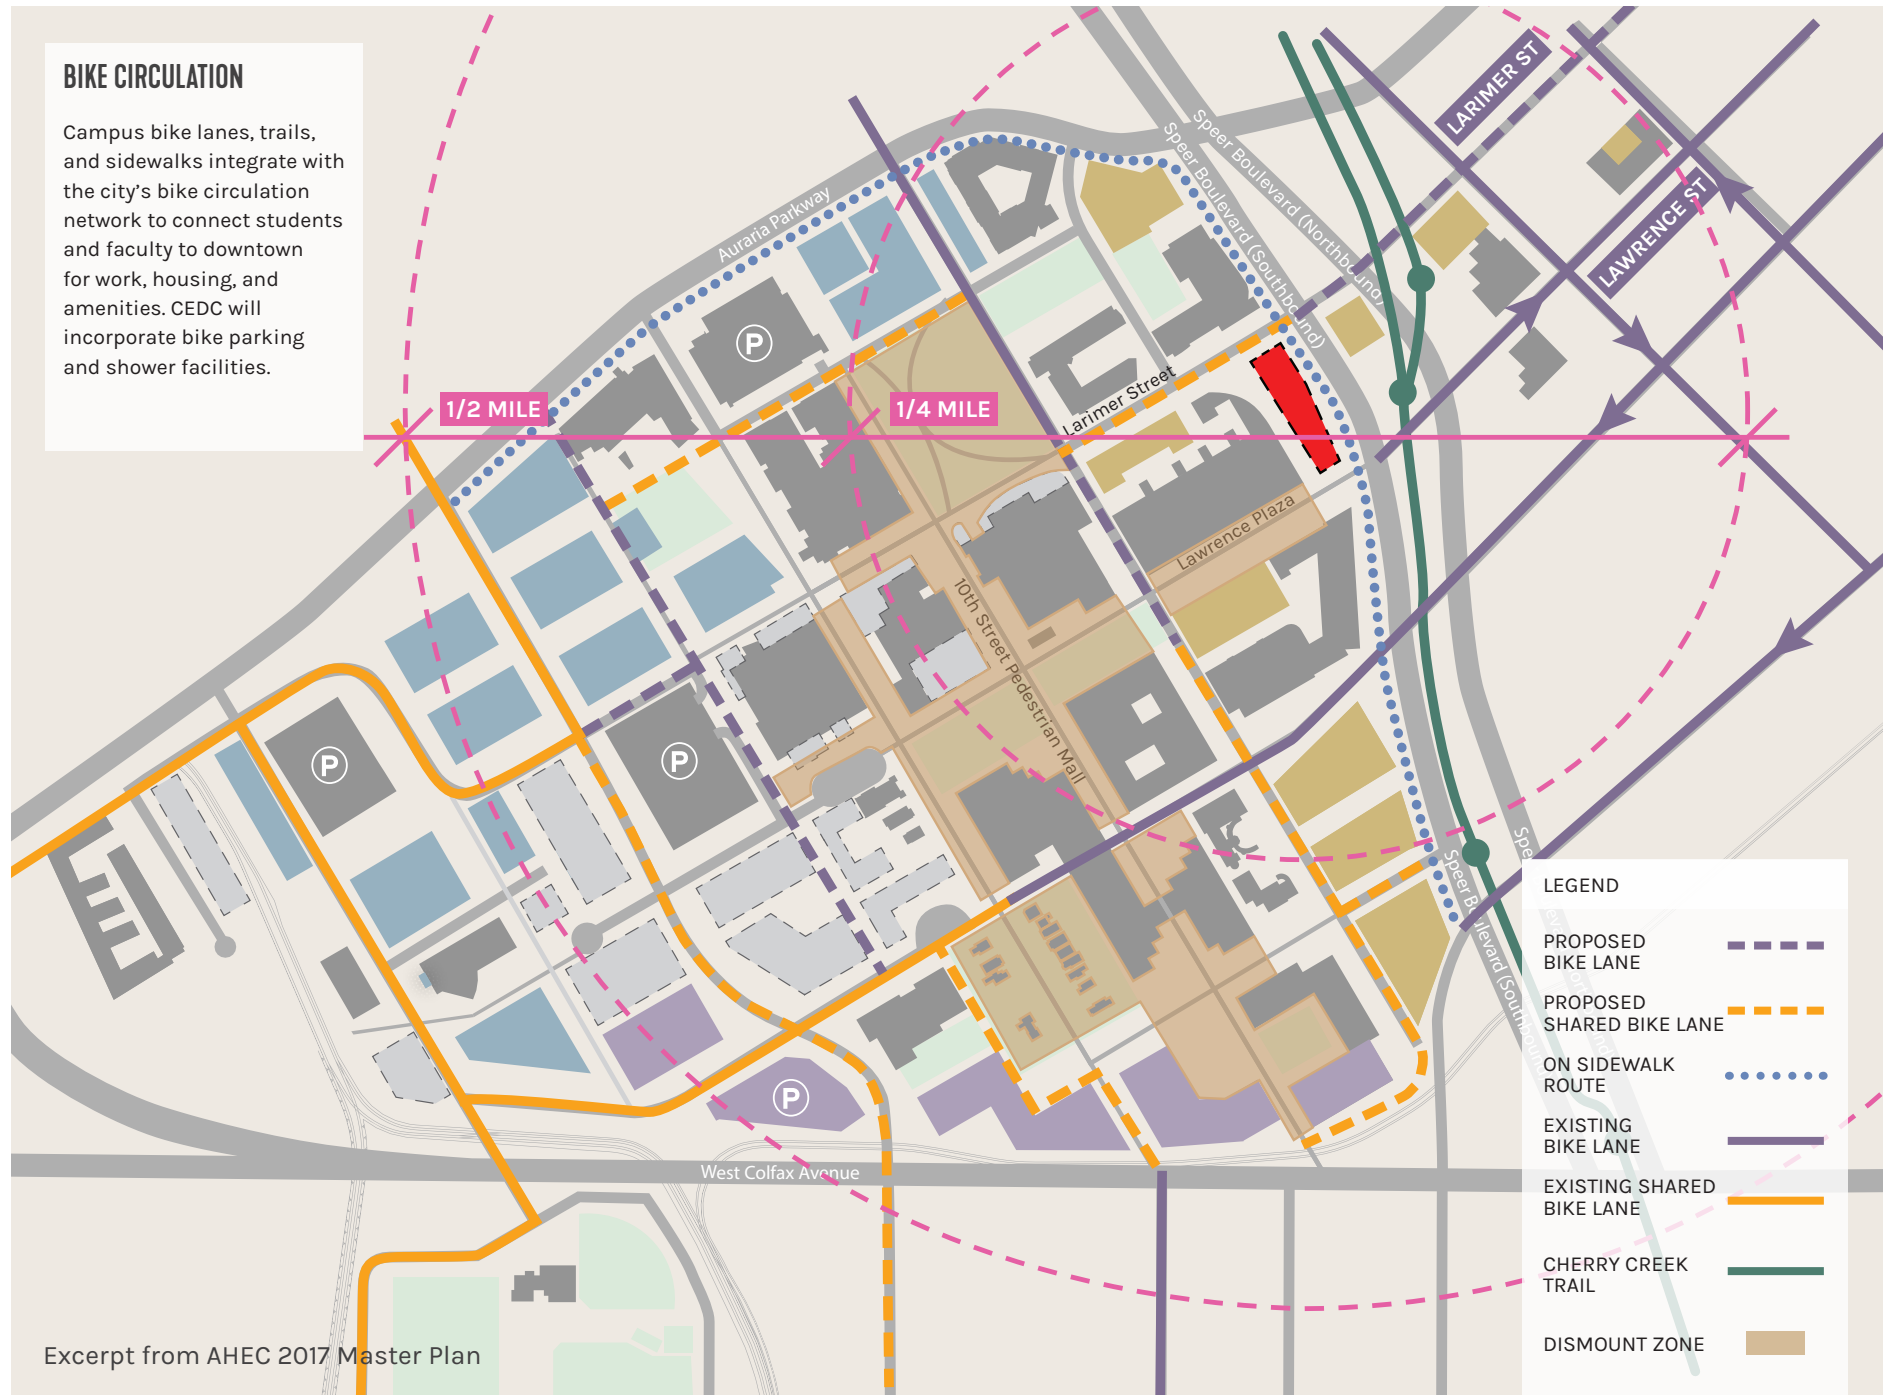 BIKE CIRCULATION
Campus bike lanes, trails,
and sidewalks integrate with
the city’s bike circulation
network to connect students
and faculty to downtown
for work, housing, and
amenities. CEDC will
incorporate bike parking
and shower facilities.
LARIMER ST
LAWRENCE ST
Speer Boulevard (Northbound)
Speer Boulevard (Southbound)
Auraria Parkway
P
1/2 MILE
1/4 MILE
Larimer Street
Lawrence Plaza
10th Street Pedestrian Mall
P
P
P
Speer Boulevard (Southbound)
West Colfax Avenue
LEGEND
PROPOSED
BIKE LANE
PROPOSED
SHARED BIKE LANE
ON SIDEWALK
ROUTE
EXISTING
BIKE LANE
EXISTING SHARED
BIKE LANE
CHERRY CREEK
TRAIL
DISMOUNT ZONE
Excerpt from AHEC 2017 Master Plan